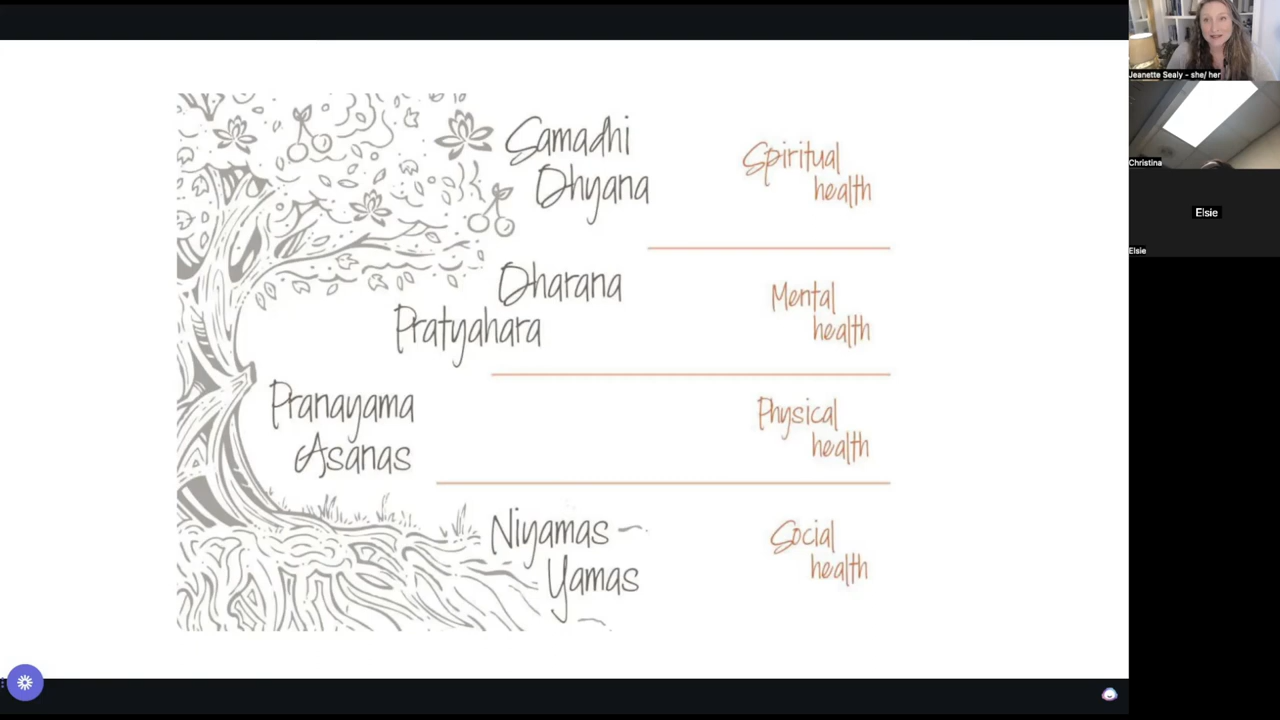 Samadhi
Dhyana
Spiritual
health
Dharana
Pratyahara
Mental
health
Pranayama
Asanas
Physical
health
Niyamas
Yamas
Social
health
Jeanette Sealy - she/ her
Christina
Elsie
Elsie